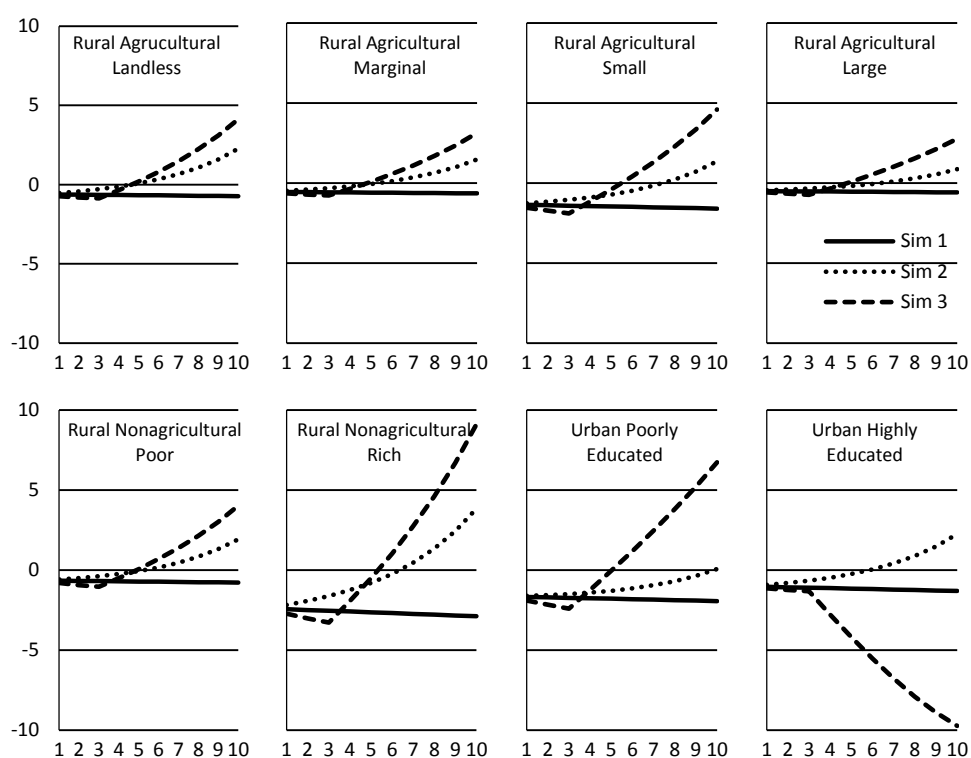 10
5
0
-5
-10
Rural Agrucultural
Landless
Rural Agricultural
Marginal
Rural Agricultural
Small
Rural Agricultural
Large
Sim 1
Sim 2
Sim 3
1 2 3 4 5 6 7 8 9 10
1 2 3 4 5 6 7 8 9 10
1 2 3 4 5 6 7 8 9 10
1 2 3 4 5 6 7 8 9 10
10
5
0
-5
-10
Rural Nonagricultural
Poor
Rural Nonagricultural
Rich
Urban Poorly
Educated
Urban Highly
Educated
1 2 3 4 5 6 7 8 9 10
1 2 3 4 5 6 7 8 9 10
1 2 3 4 5 6 7 8 9 10
1 2 3 4 5 6 7 8 9 10